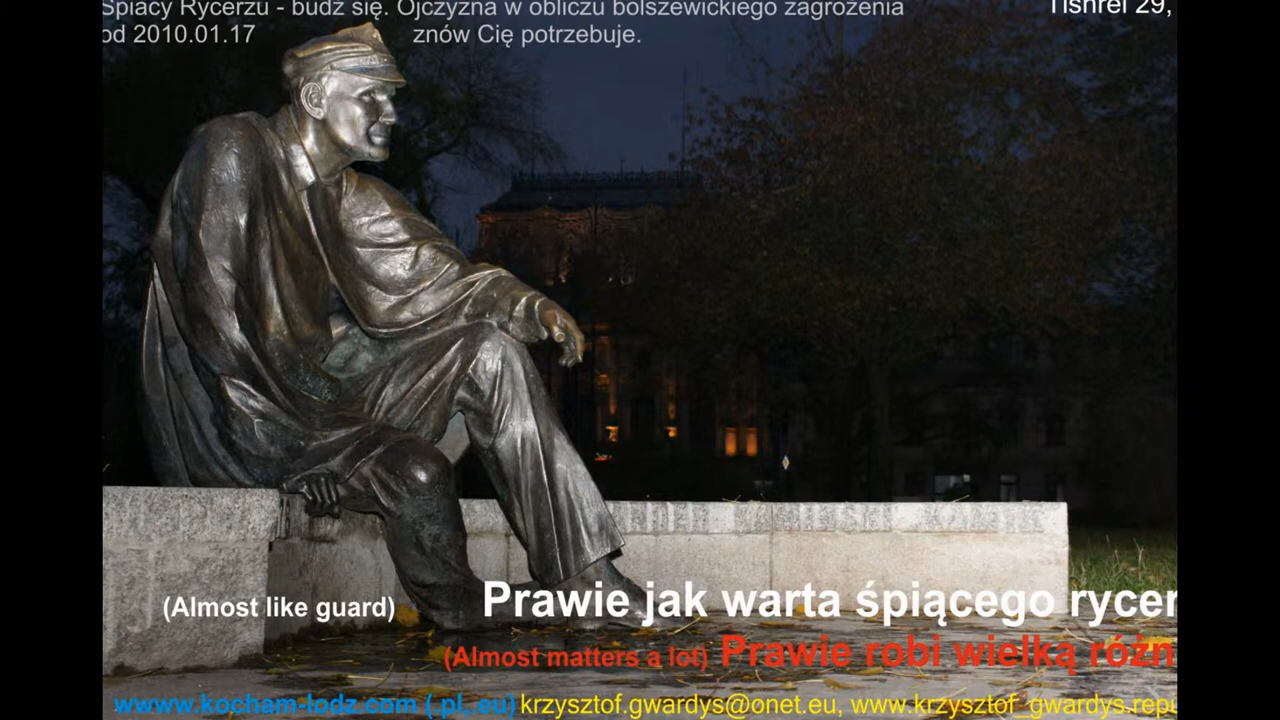 Śpiący Rycerzu - budź się. Ojczyzna w obliczu bolszewickiego zagrożenia
Tishrei 29,
od 2010.01.17 znów Cię potrzebuje.
(Almost like guard) Prawie jak warta śpiącego rycer
(Almost matters a lot) Prawie robi wielką różn
www.kocham-lodz.com (.pl,.eu) krzysztof.gwardys@onet.eu, www.krzysztof_gwardys.repu